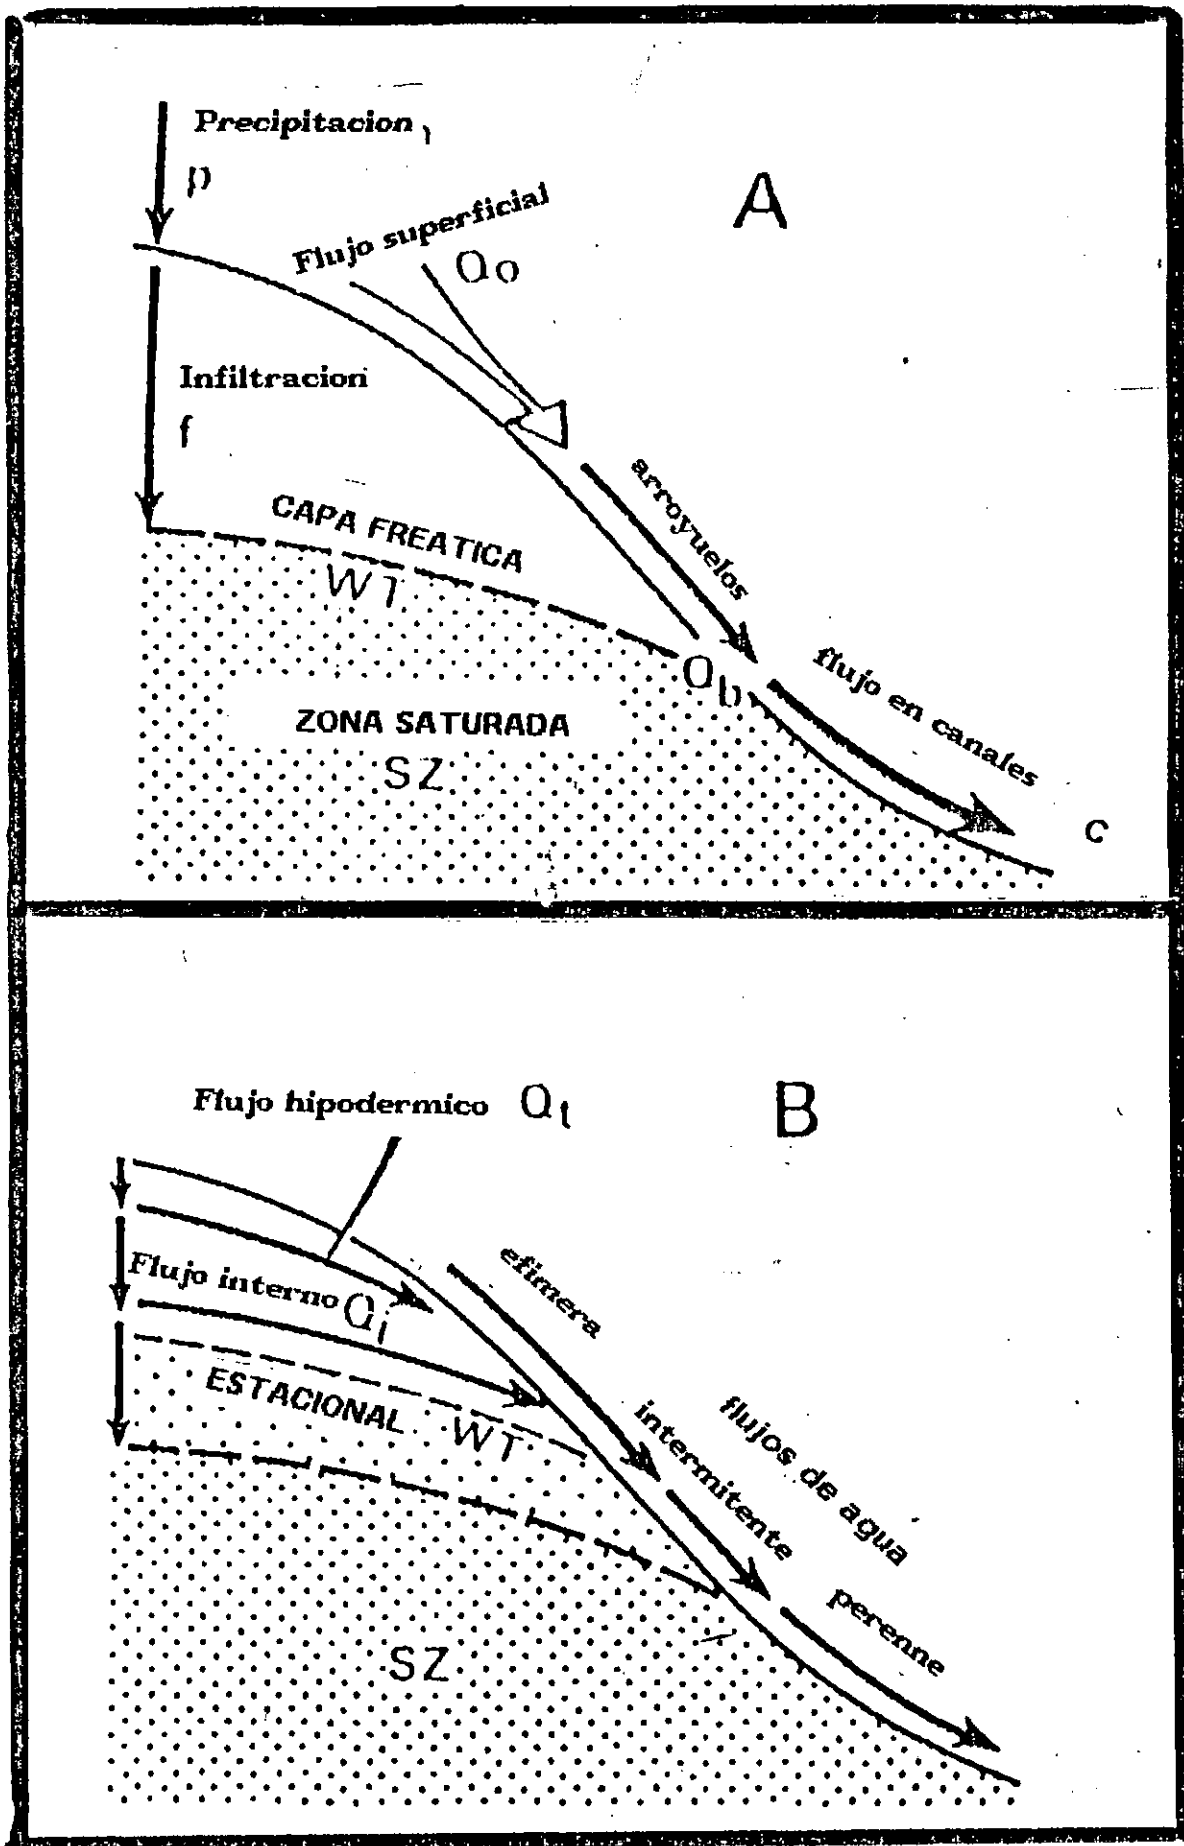 Precipitacion
p
A
Flujo superficial
Qo
Infiltracion
f
arroyuelos
CAPA FREATICA
WT
Qb
flujo en canales
ZONA SATURADA
SZ
c
Flujo hipodermico Qt
B
efimera
Flujo interno Qi
ESTACIONAL WT
intermitente
flujos de agua
perenne
SZ